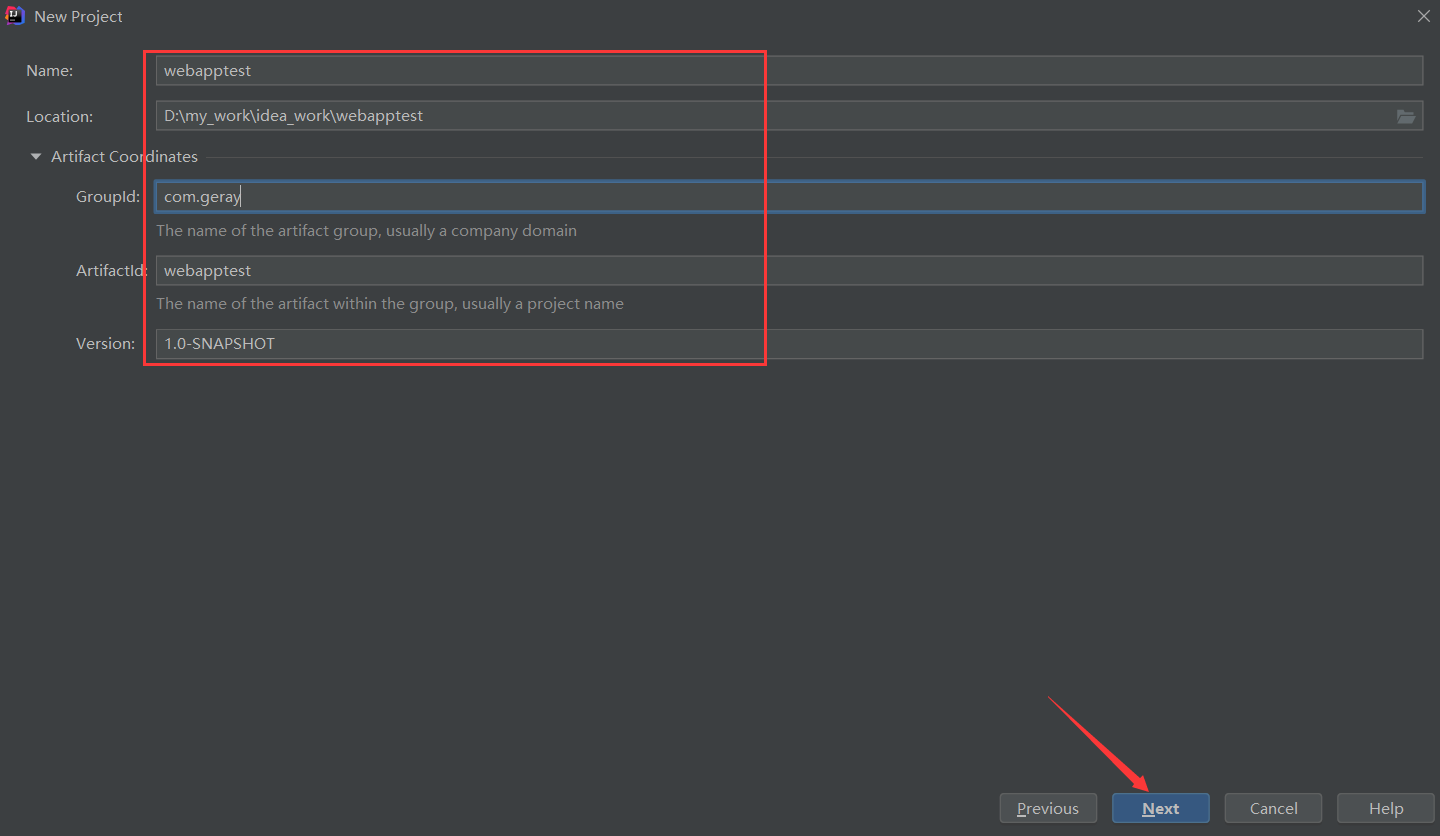 New Project
Name: webapptest
Location: D:\my_work\idea_work\webapptest
Artifact Coordinates
GroupId: com.geray
The name of the artifact group, usually a company domain
ArtifactId: webapptest
The name of the artifact within the group, usually a project name
Version: 1.0-SNAPSHOT
Previous Next Cancel Help